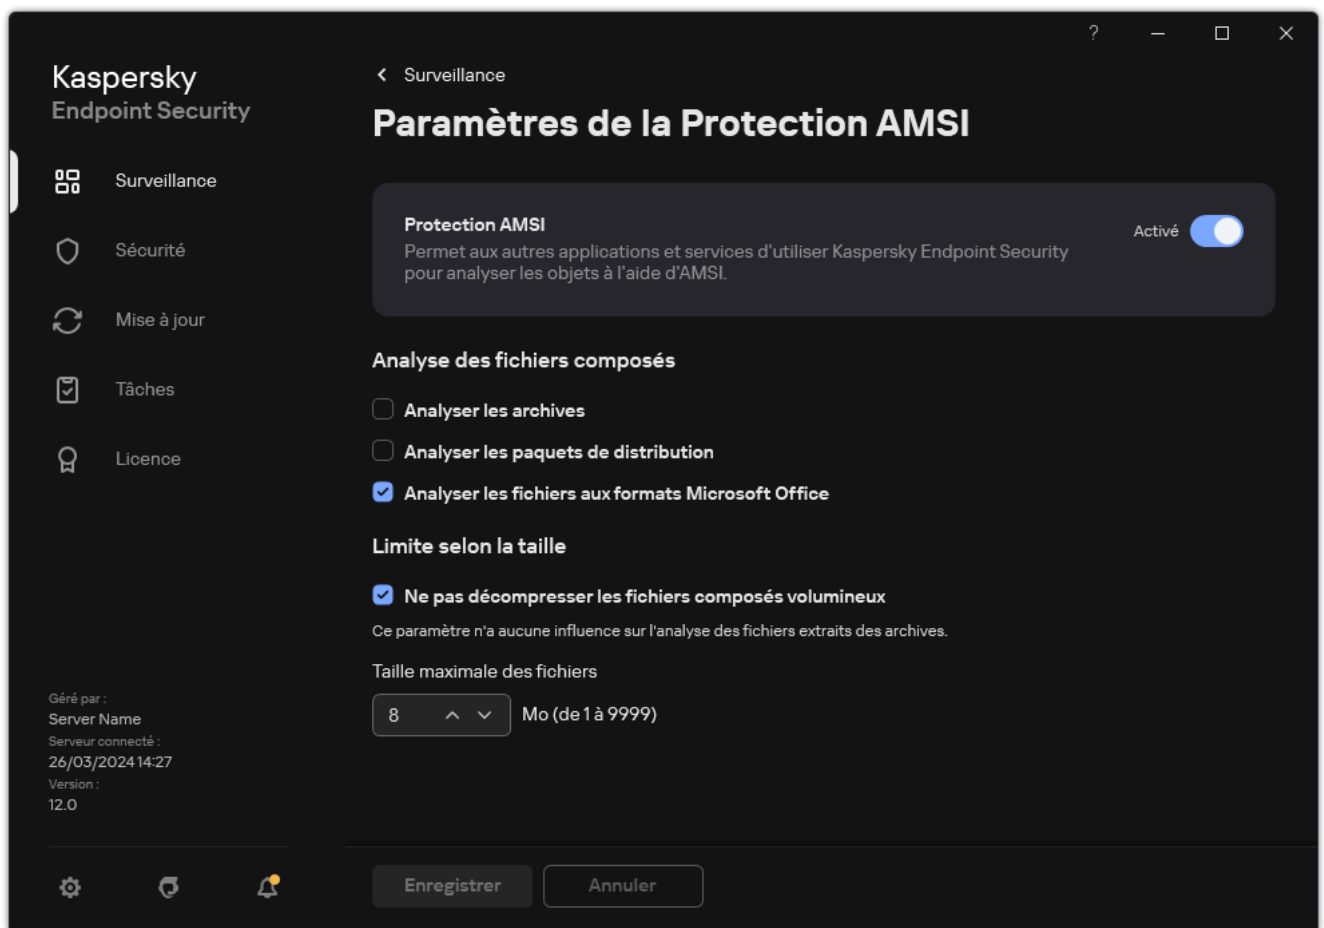 ?
Kaspersky
Endpoint Security
Surveillance
Sécurité
Mise à jour
Tâches
Licence
Géré par :
Server Name
Serveur connecté :
26/03/2024 14:27
Version :
12.0
Surveillance
Paramètres de la Protection AMSI
Protection AMSI
Permet aux autres applications et services d'utiliser Kaspersky Endpoint Security
pour analyser les objets à l'aide d'AMSI.
Activé
Analyse des fichiers composés
Analyser les archives
Analyser les paquets de distribution
Analyser les fichiers aux formats Microsoft Office
Limite selon la taille
Ne pas décompresser les fichiers composés volumineux
Ce paramètre n'a aucune influence sur l'analyse des fichiers extraits des archives.
Taille maximale des fichiers
8 Mo (de 1 à 9999)
Enregistrer
Annuler